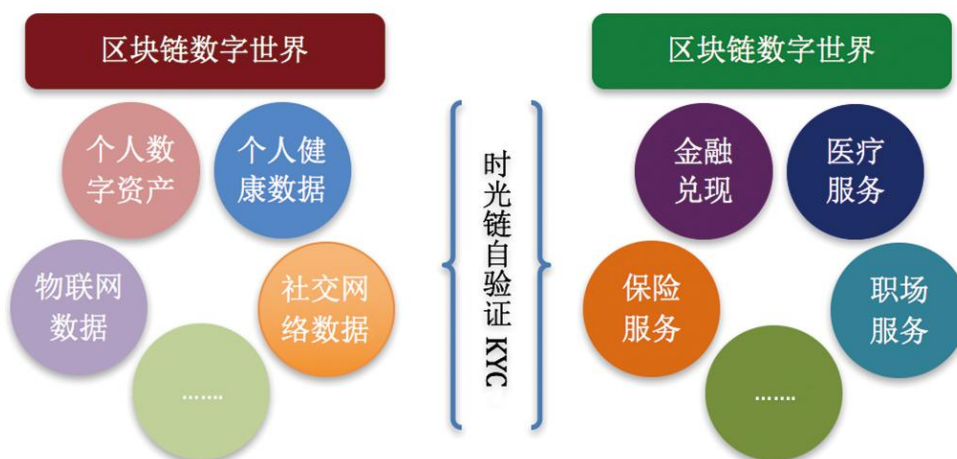 区块链数字世界
个人数
字资产
个人健
康数据
物联网
数据
社交网
络数据
.......
时光链自验证 KYC
区块链数字世界
金融
兑现
医疗
服务
保险
服务
职场
服务
.......